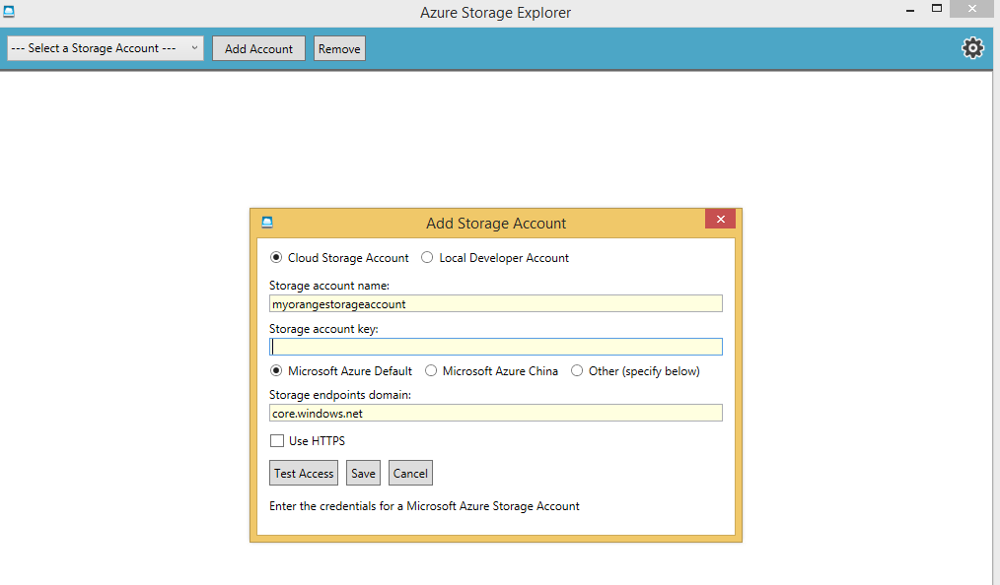 Azure Storage Explorer
--- Select a Storage Account --- Add Account Remove
Add Storage Account
Cloud Storage Account Local Developer Account
Storage account name:
myorangestorageaccount
Storage account key:
Microsoft Azure Default Microsoft Azure China Other (specify below)
Storage endpoints domain:
core.windows.net
Use HTTPS
Test Access Save Cancel
Enter the credentials for a Microsoft Azure Storage Account